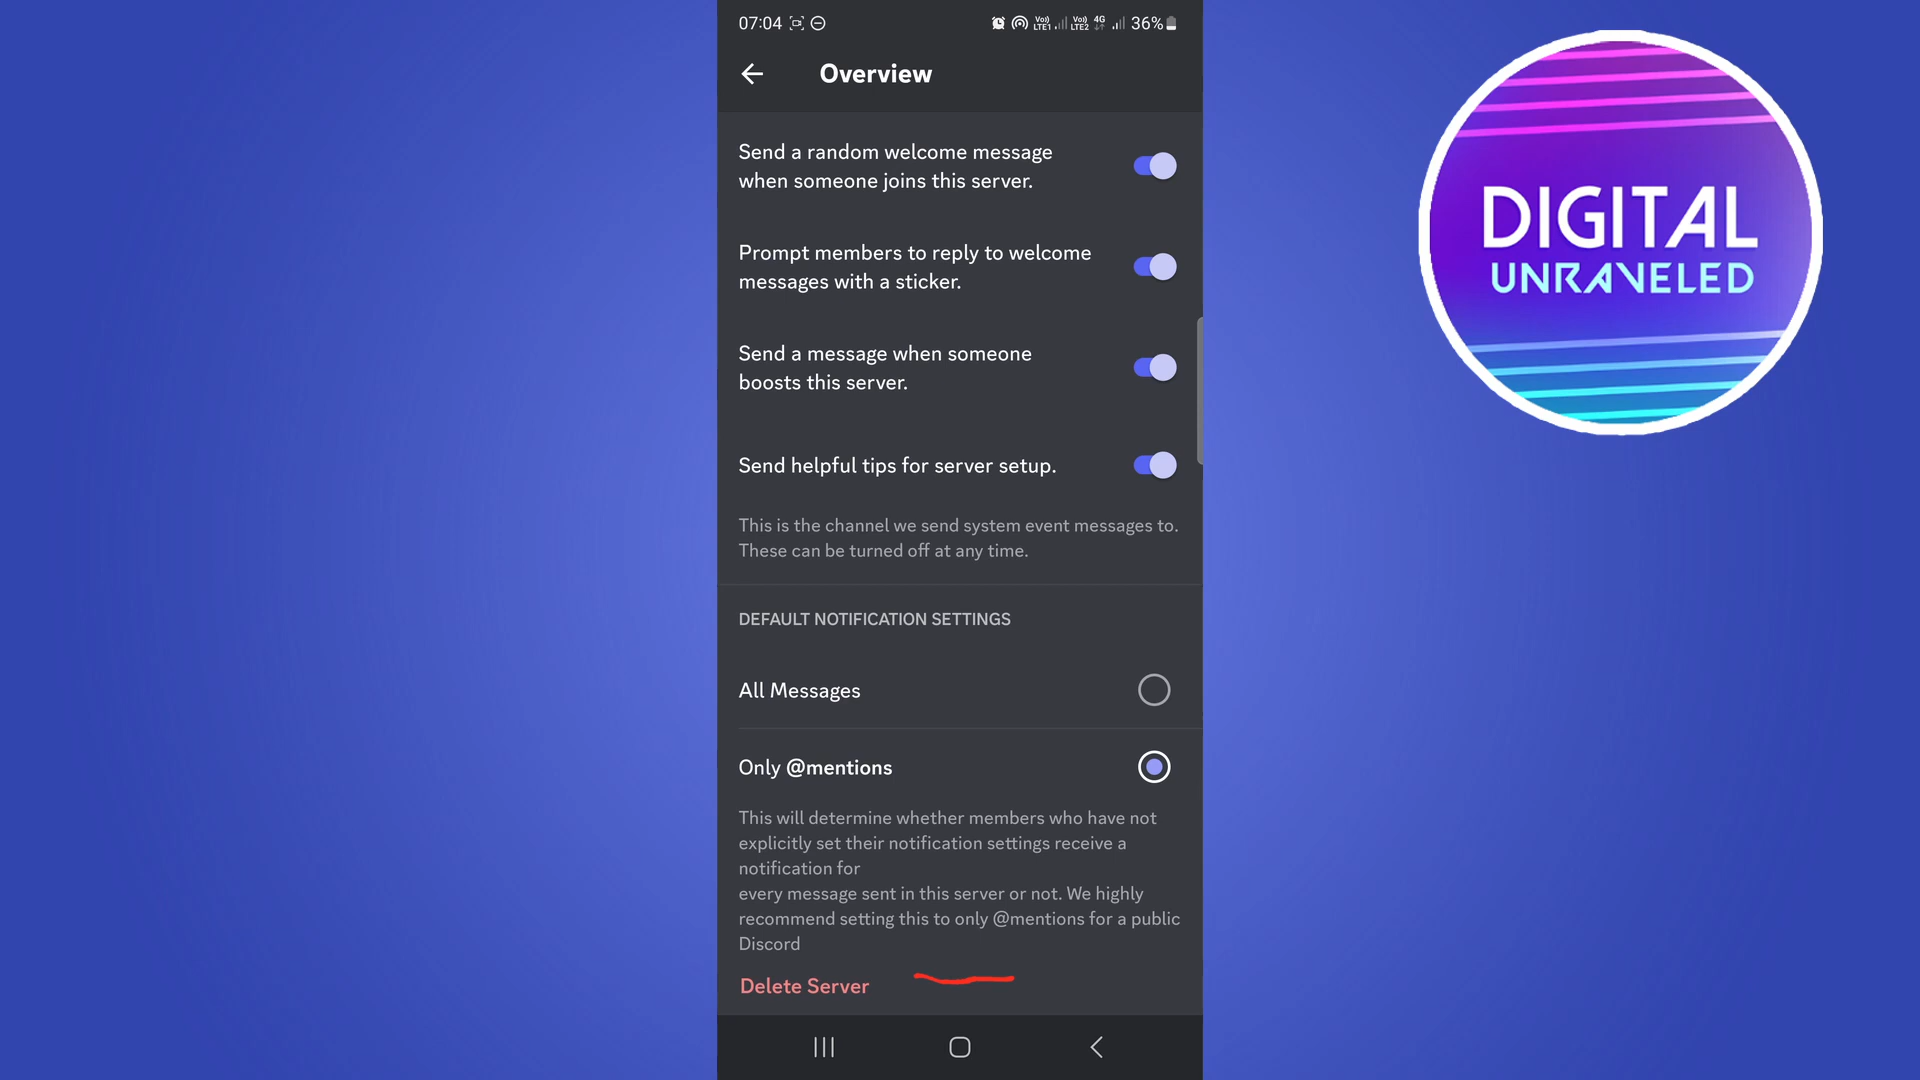 07:04
Vo)) LTE1
Vo)) LTE2
4G
36%
Overview
Send a random welcome message
when someone joins this server.
Prompt members to reply to welcome
messages with a sticker.
Send a message when someone
boosts this server.
Send helpful tips for server setup.
This is the channel we send system event messages to.
These can be turned off at any time.
DEFAULT NOTIFICATION SETTINGS
All Messages
Only @mentions
This will determine whether members who have not
explicitly set their notification settings receive a
notification for
every message sent in this server or not. We highly
recommend setting this to only @mentions for a public
Discord
Delete Server
DIGITAL
UNRAVELED